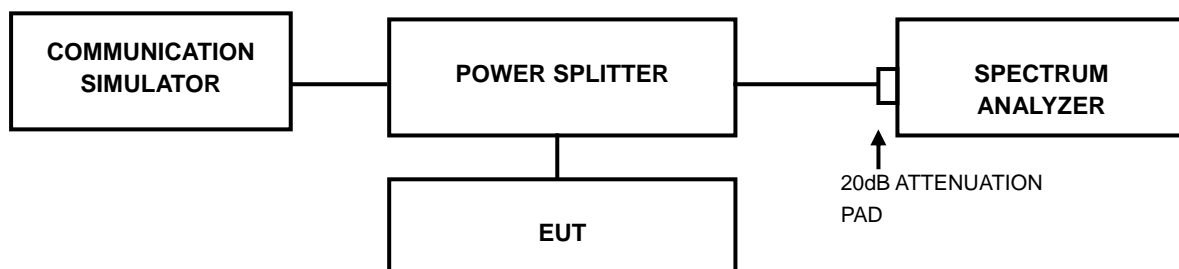 COMMUNICATION
SIMULATOR
POWER SPLITTER
SPECTRUM
ANALYZER
20dB ATTENUATION
PAD
EUT